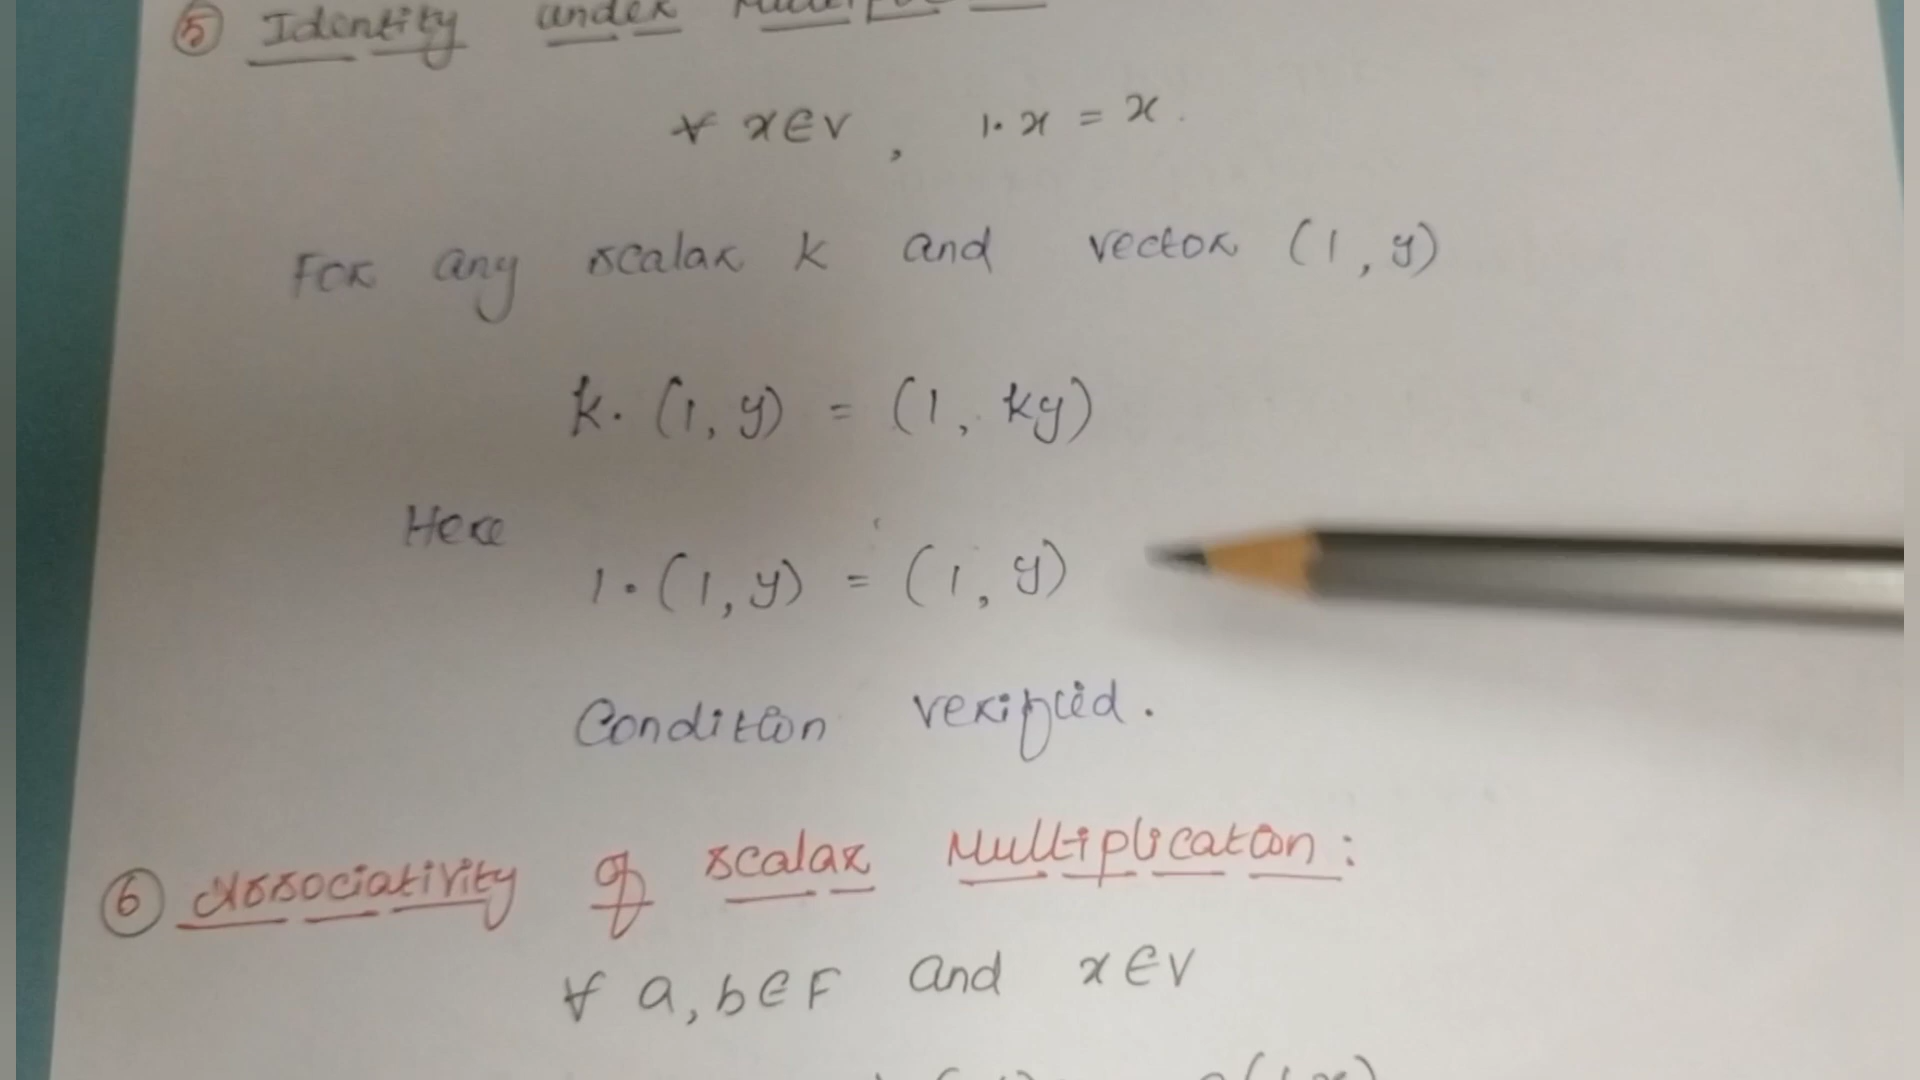 ⑤ Identity under
∀ x∈V , 1·x = x.
For any scalar k and vector (1, y)
k·(1, y) = (1, ky)
Here
1·(1, y) = (1, y)
Condition verified.
⑥ Associativity of scalar Multiplication:
∀ a, b∈F and x∈V